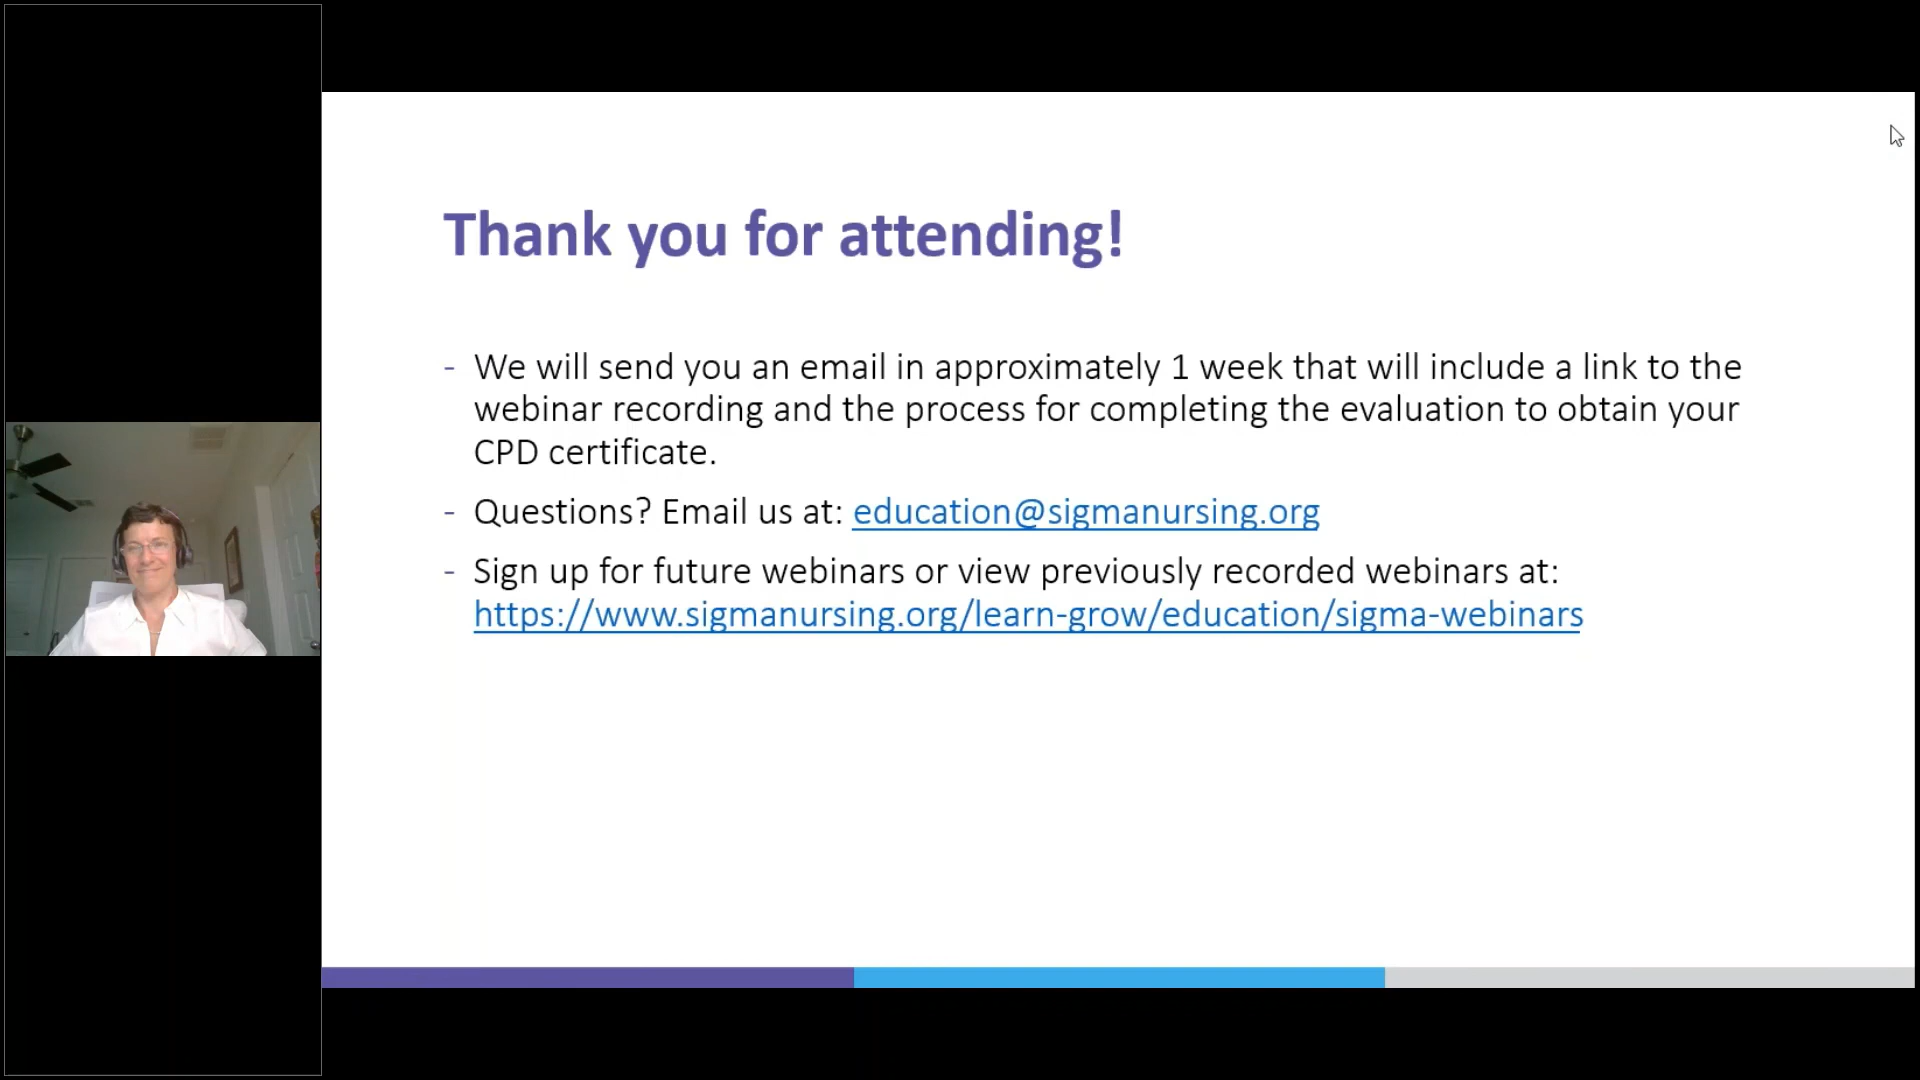 Thank you for attending!
- We will send you an email in approximately 1 week that will include a link to the
webinar recording and the process for completing the evaluation to obtain your
CPD certificate.
- Questions? Email us at: education@sigmanursing.org
- Sign up for future webinars or view previously recorded webinars at:
https://www.sigmanursing.org/learn-grow/education/sigma-webinars